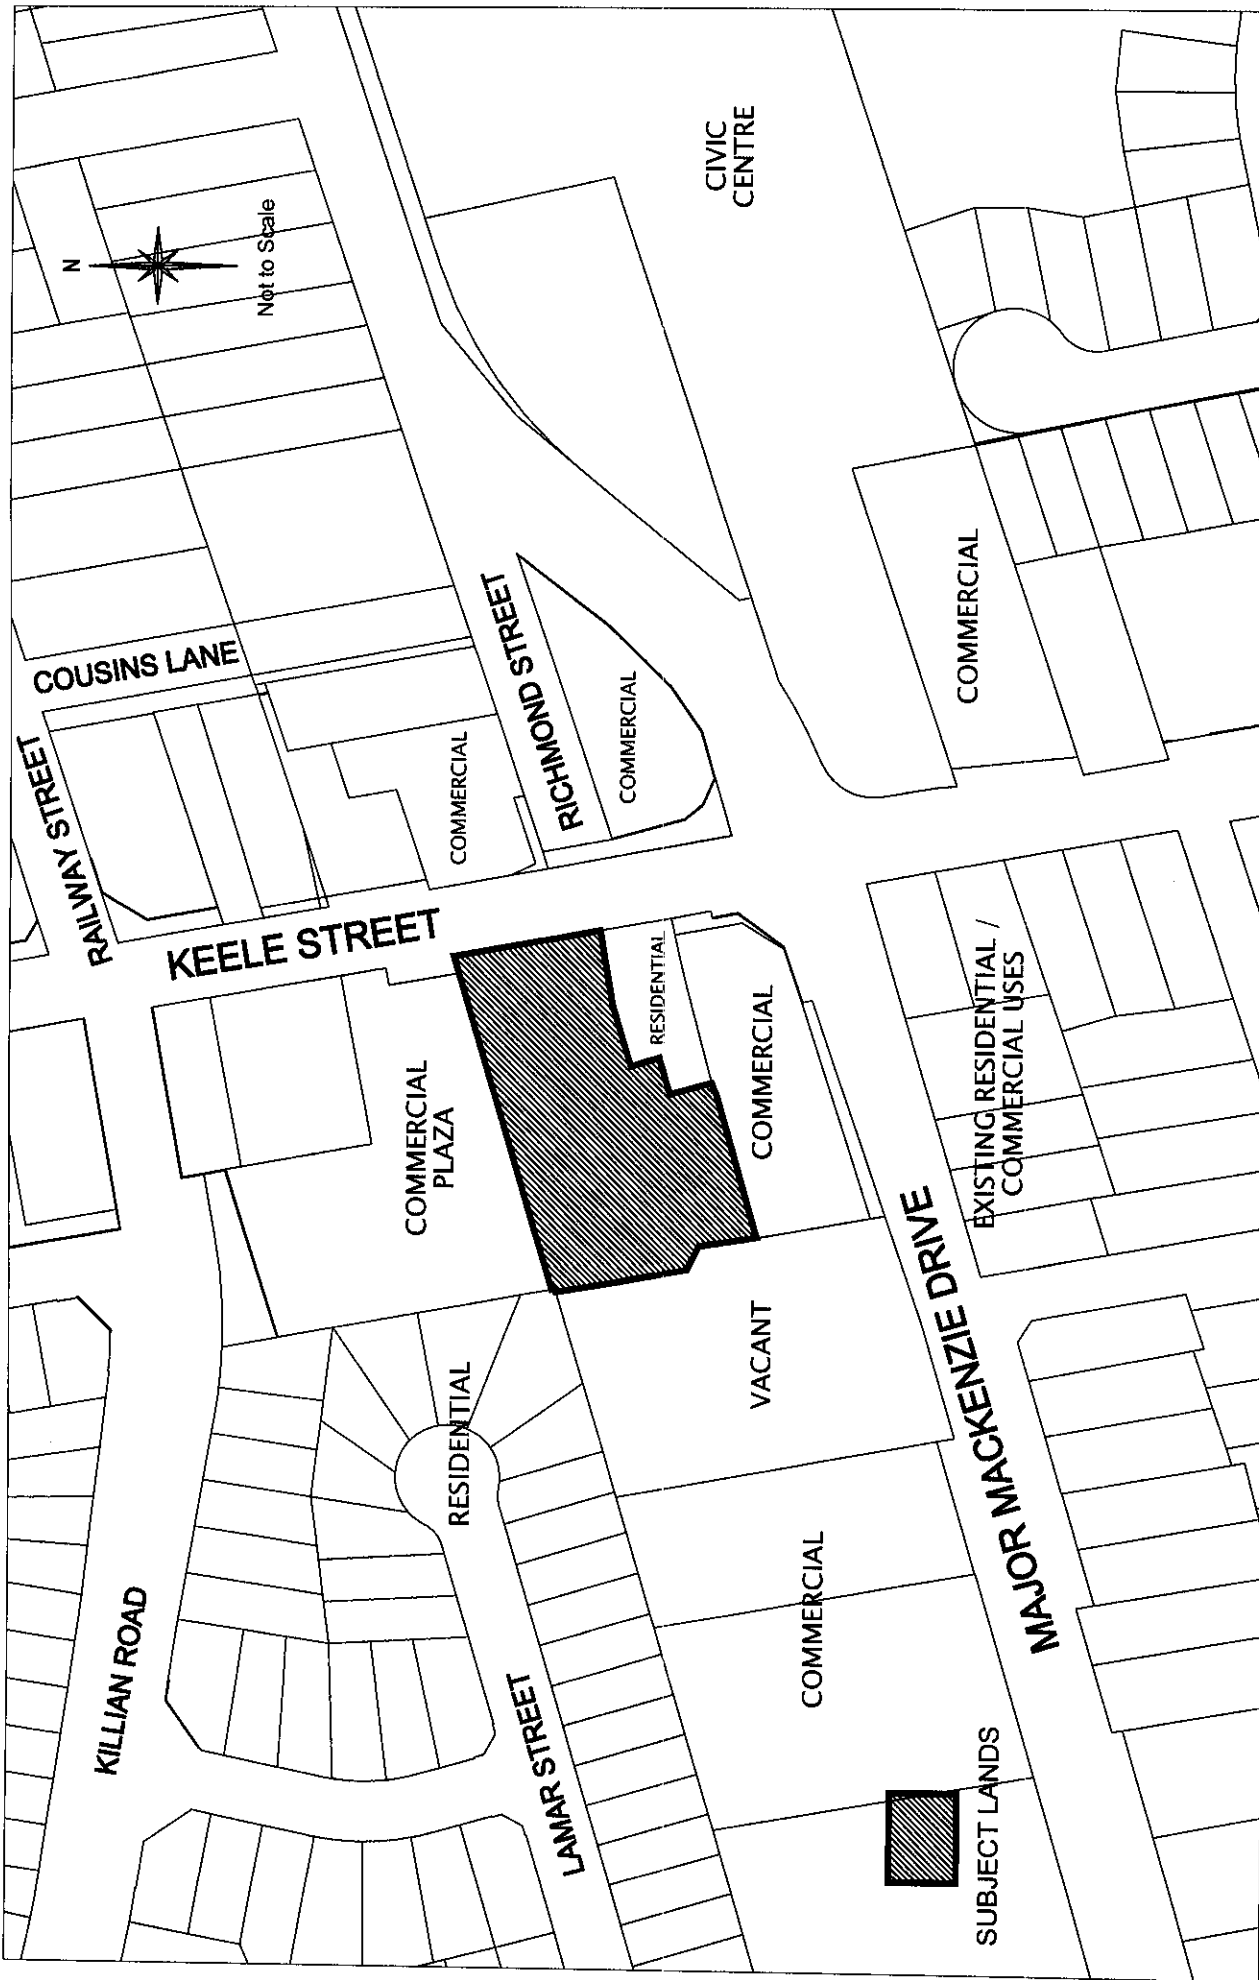 N
Not to Scale
CIVIC
CENTRE
COUSINS LANE
RAILWAY STREET
RICHMOND STREET
COMMERCIAL
COMMERCIAL
COMMERCIAL
KEELE STREET
RESIDENTIAL
COMMERCIAL
COMMERCIAL
PLAZA
EXISTING RESIDENTIAL /
COMMERCIAL USES
VACANT
RESIDENTIAL
MAJOR MACKENZIE DRIVE
KILLIAN ROAD
COMMERCIAL
LAMAR STREET
SUBJECT LANDS